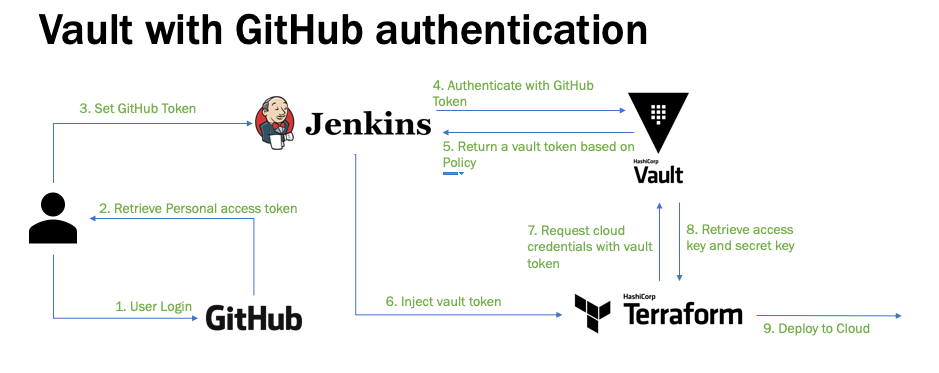 Vault with GitHub authentication
4. Authenticate with GitHub
Token
3. Set GitHub Token
Jenkins
5. Return a vault token based on
Policy
HashiCorp
Vault
2. Retrieve Personal access token
7. Request cloud
credentials with vault
token
8. Retrieve access
key and secret key
1. User Login
GitHub
6. Inject vault token
HashiCorp
Terraform
9. Deploy to Cloud